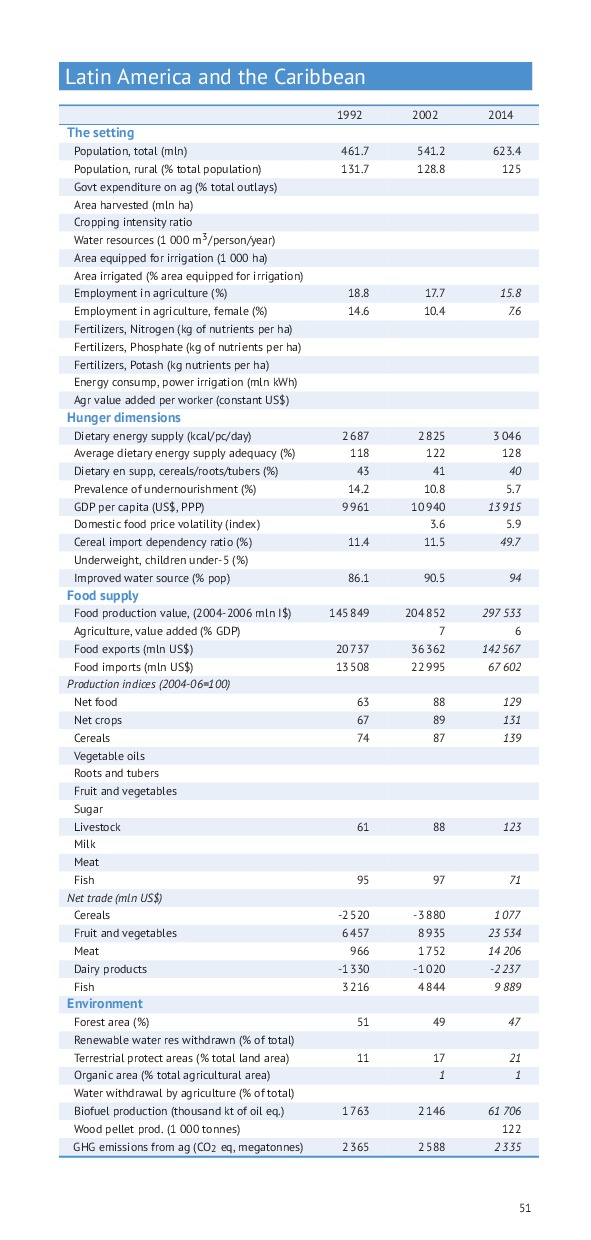 Latin America and the Caribbean
1992 2002 2014
The setting
Population, total (mln) 461.7 541.2 623.4
Population, rural (% total population) 131.7 128.8 125
Govt expenditure on ag (% total outlays)
Area harvested (mln ha)
Cropping intensity ratio
Water resources (1 000 m³/person/year)
Area equipped for irrigation (1 000 ha)
Area irrigated (% area equipped for irrigation)
Employment in agriculture (%) 18.8 17.7 15.8
Employment in agriculture, female (%) 14.6 10.4 7.6
Fertilizers, Nitrogen (kg of nutrients per ha)
Fertilizers, Phosphate (kg of nutrients per ha)
Fertilizers, Potash (kg nutrients per ha)
Energy consump, power irrigation (mln kWh)
Agr value added per worker (constant US$)
Hunger dimensions
Dietary energy supply (kcal/pc/day) 2 687 2 825 3 046
Average dietary energy supply adequacy (%) 118 122 128
Dietary en supp, cereals/roots/tubers (%) 43 41 40
Prevalence of undernourishment (%) 14.2 10.8 5.7
GDP per capita (US$, PPP) 9 961 10 940 13 915
Domestic food price volatility (index) 3.6 5.9
Cereal import dependency ratio (%) 11.4 11.5 49.7
Underweight, children under-5 (%)
Improved water source (% pop) 86.1 90.5 94
Food supply
Food production value, (2004-2006 mln I$) 145 849 204 852 297 533
Agriculture, value added (% GDP) 7 6
Food exports (mln US$) 20 737 36 362 142 567
Food imports (mln US$) 13 508 22 995 67 602
Production indices (2004-06=100)
Net food 63 88 129
Net crops 67 89 131
Cereals 74 87 139
Vegetable oils
Roots and tubers
Fruit and vegetables
Sugar
Livestock 61 88 123
Milk
Meat
Fish 95 97 71
Net trade (mln US$)
Cereals -2 520 -3 880 1 077
Fruit and vegetables 6 457 8 935 23 534
Meat 966 1 752 14 206
Dairy products -1 330 -1 020 -2 237
Fish 3 216 4 844 9 889
Environment
Forest area (%) 51 49 47
Renewable water res withdrawn (% of total)
Terrestrial protect areas (% total land area) 11 17 21
Organic area (% total agricultural area) 1 1
Water withdrawal by agriculture (% of total)
Biofuel production (thousand kt of oil eq.) 1 763 2 146 61 706
Wood pellet prod. (1 000 tonnes) 122
GHG emissions from ag (CO₂ eq, megatonnes) 2 365 2 588 2 335
51